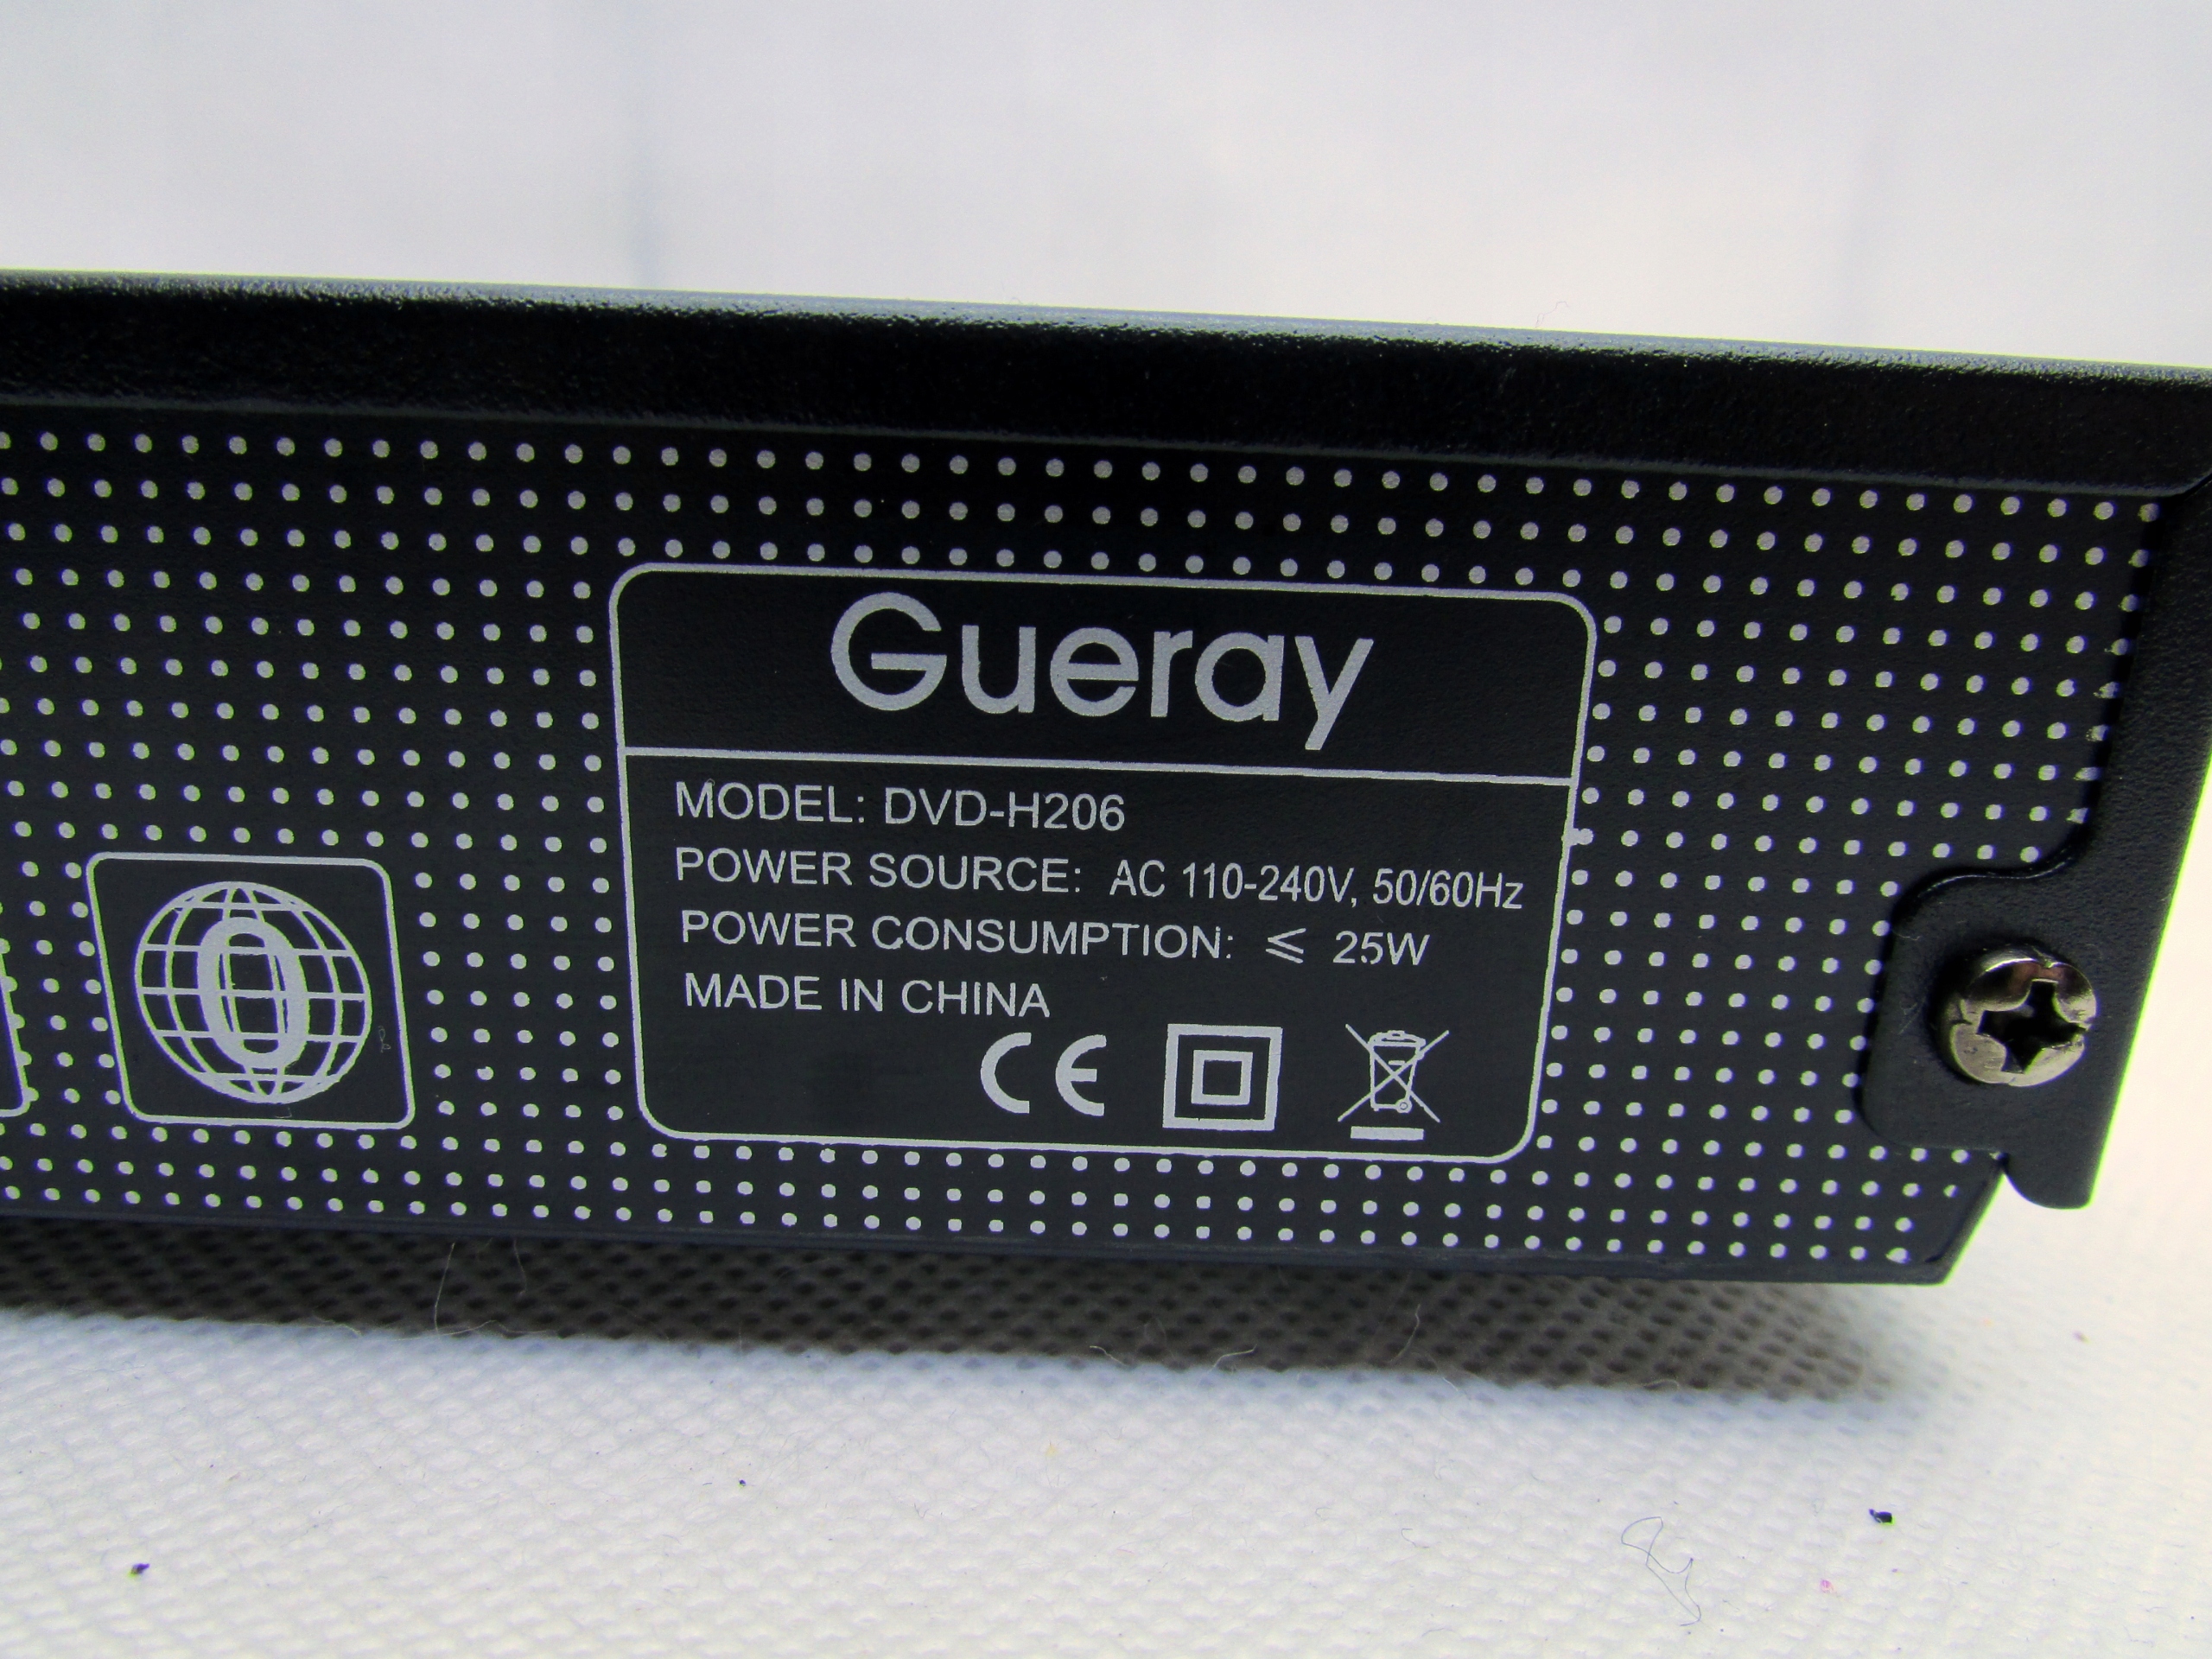 Gueray
MODEL: DVD-H206
POWER SOURCE: AC 110-240V, 50/60Hz
POWER CONSUMPTION: ≤ 25W
MADE IN CHINA
CE
0